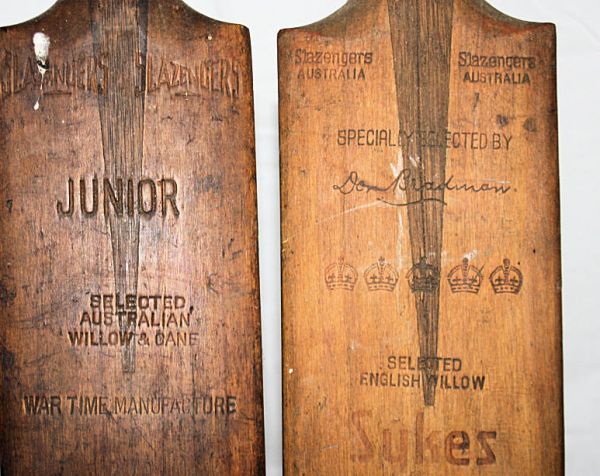 SLAZENGERS SLAZENGERS
JUNIOR
SELECTED
AUSTRALIAN
WILLOW & CANE
WAR TIME MANUFACTURE
Slazengers Slazengers
AUSTRALIA AUSTRALIA
SPECIALLY SELECTED BY
Don Bradman.
SELECTED
ENGLISH WILLOW
Sykes